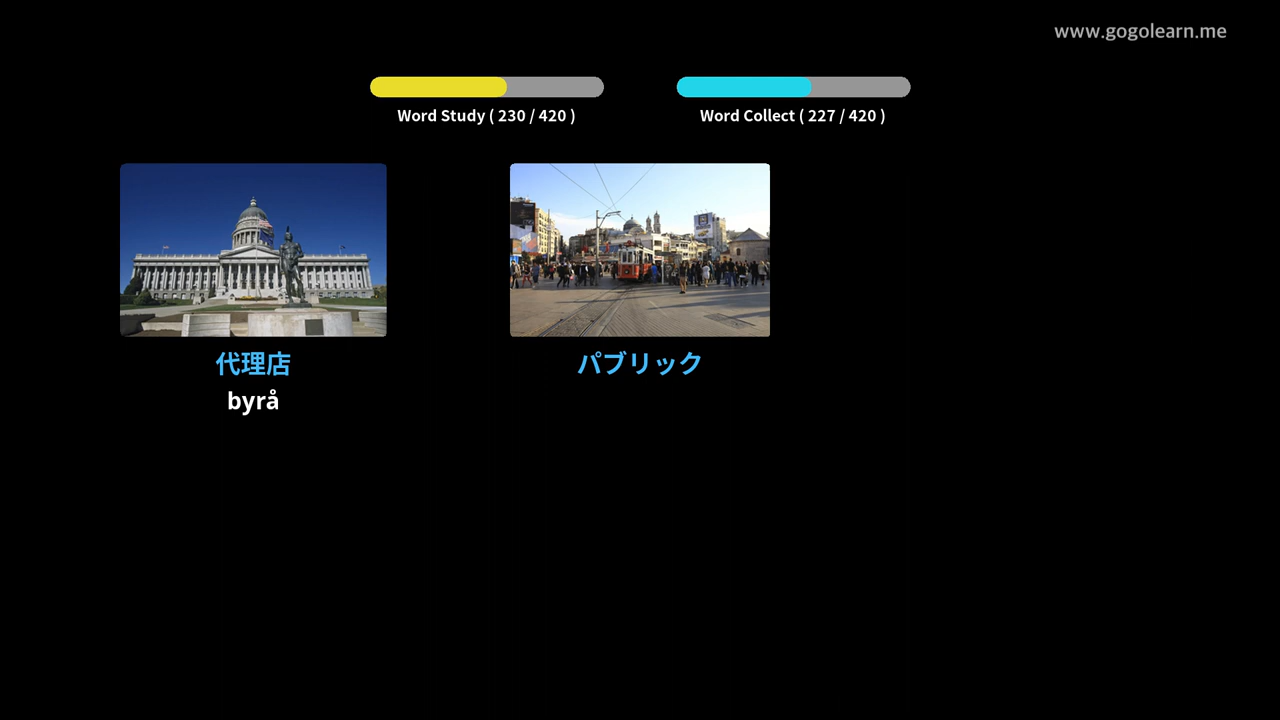 www.gogolearn.me
Word Study ( 230 / 420 )
Word Collect ( 227 / 420 )
代理店
パブリック
byrå